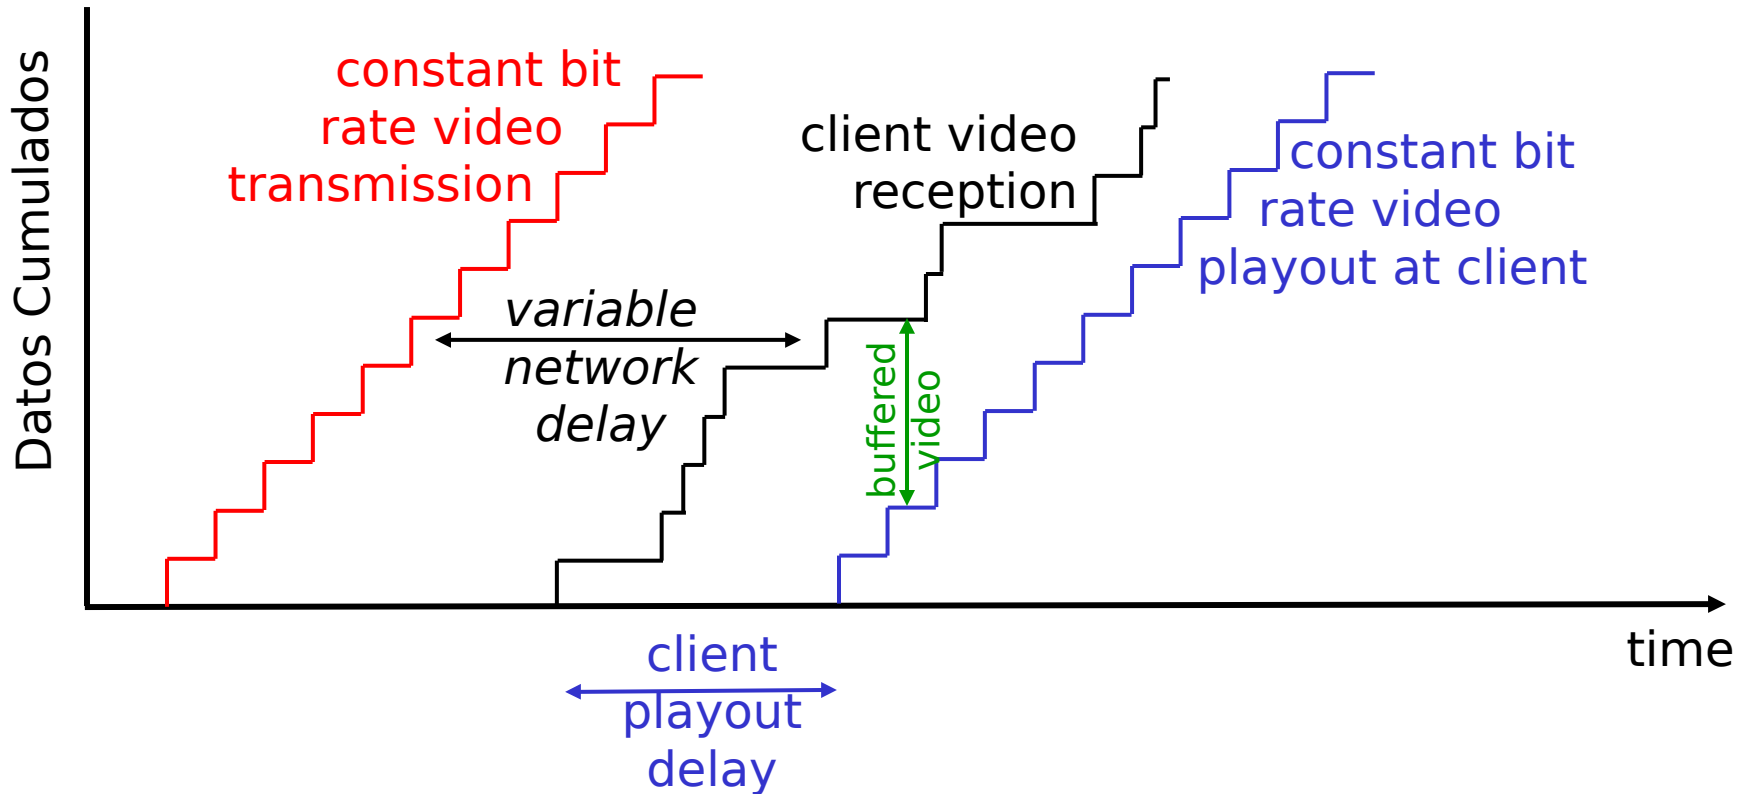 Datos Cumulados
constant bit
rate video
transmission
variable
network
delay
client video
reception
buffered
video
constant bit
rate video
playout at client
time
client
playout
delay